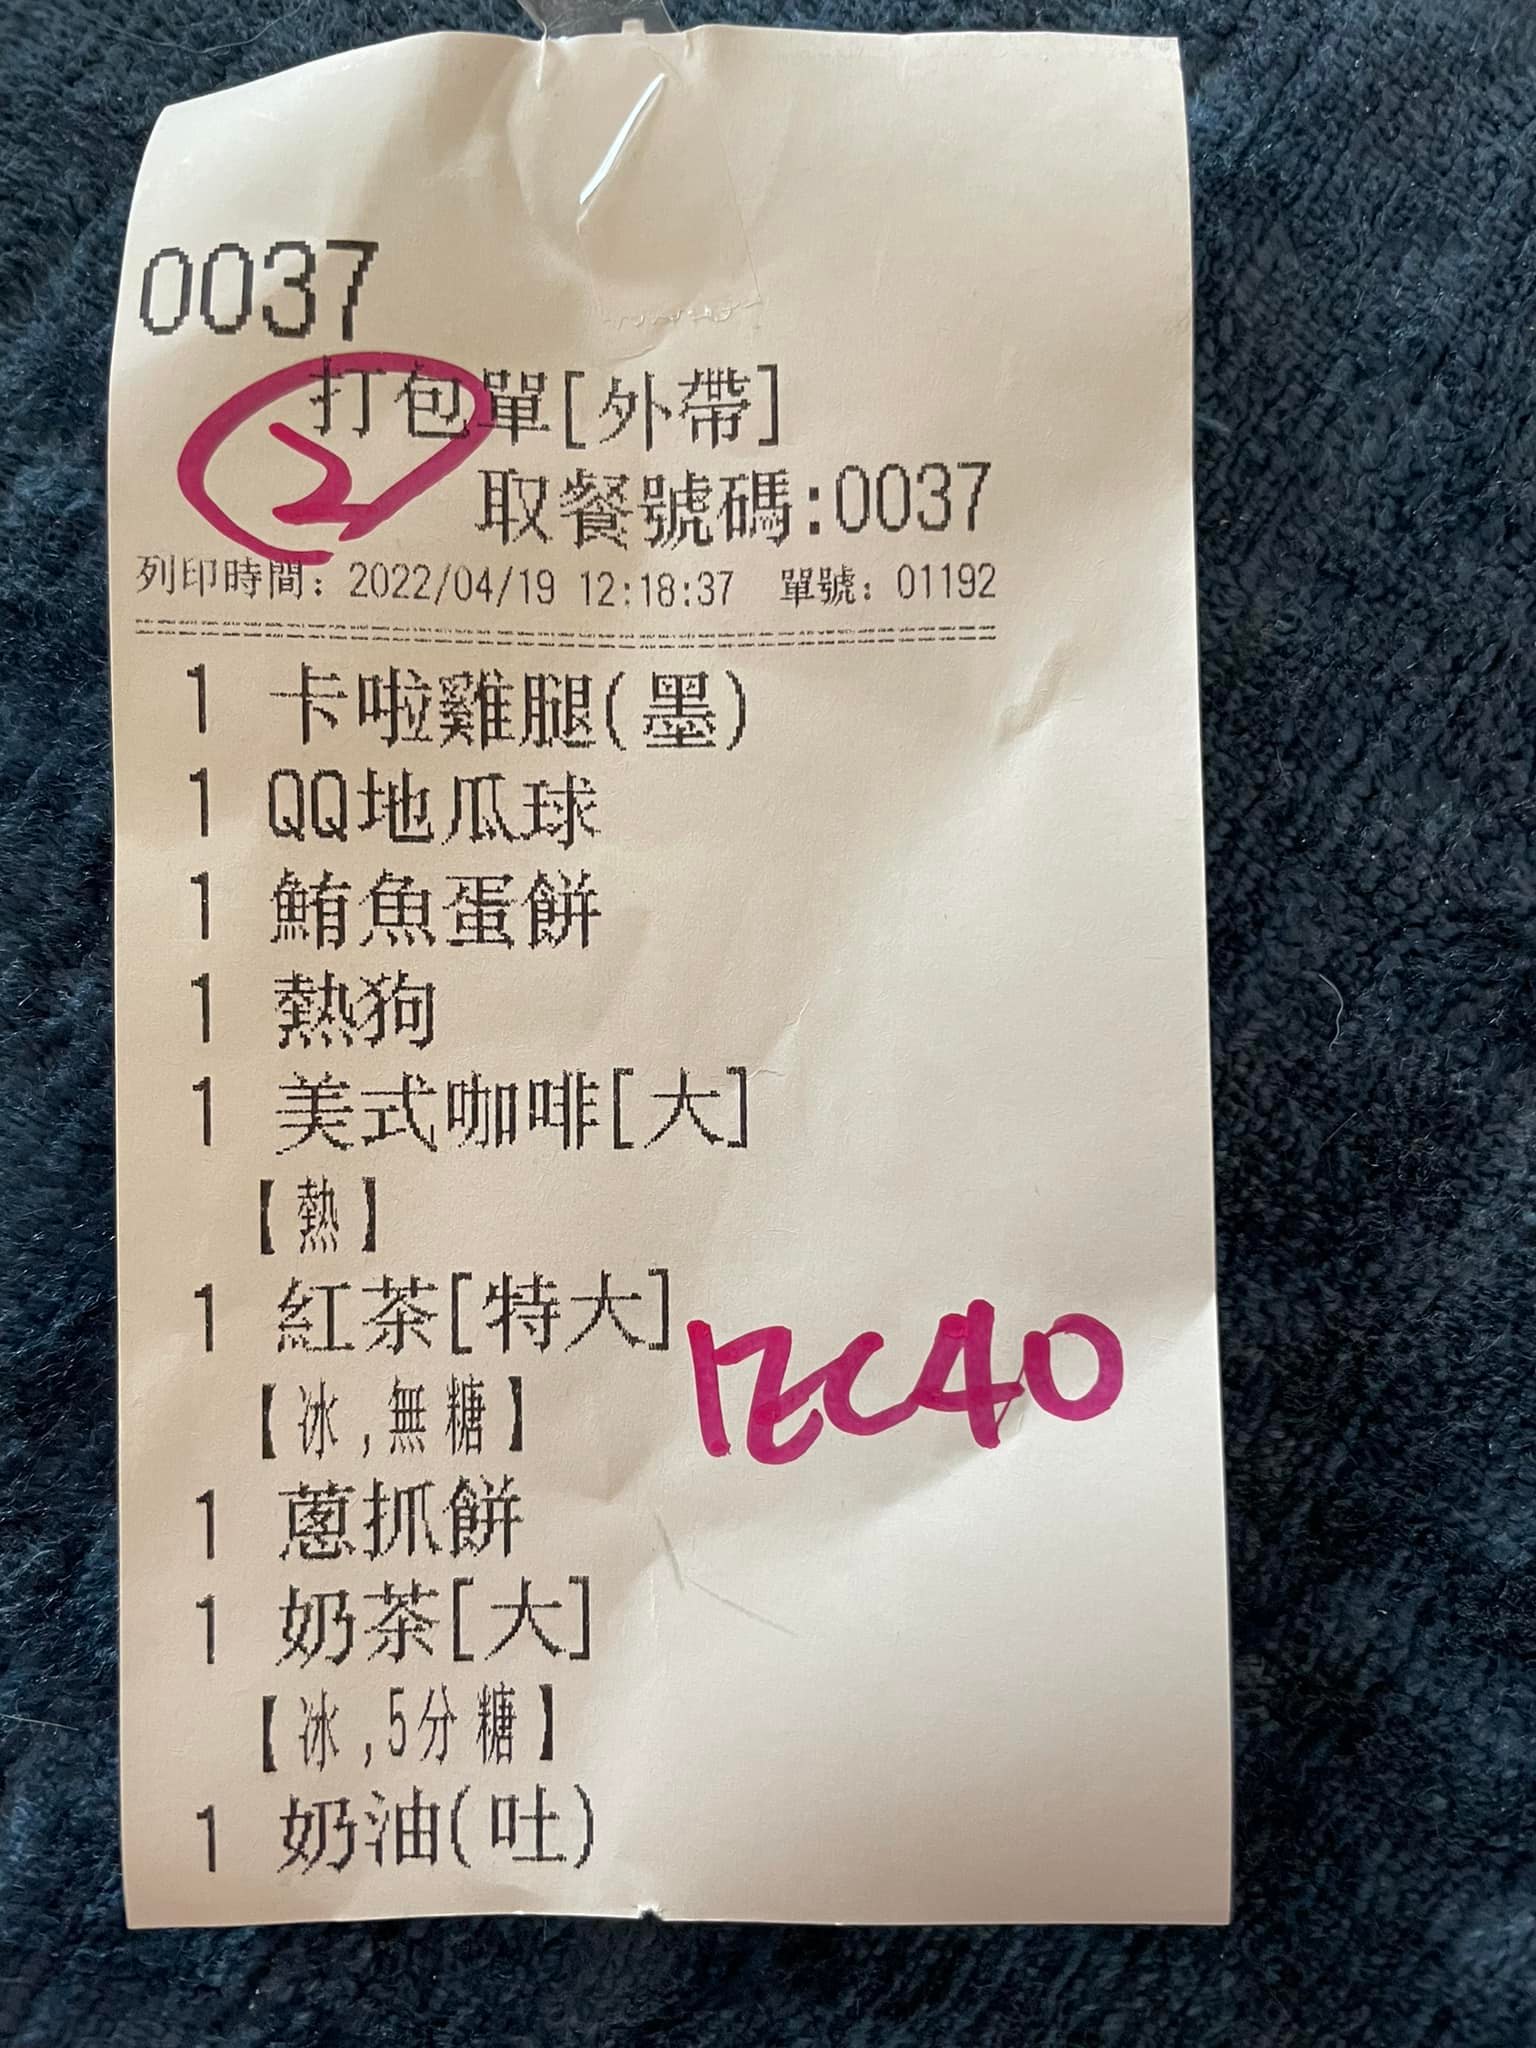 0037
打包單[外帶]
2
取餐號碼:0037
列印時間: 2022/04/19 12:18:37 單號: 01192
1 卡啦雞腿(墨)
1 QQ地瓜球
1 鮪魚蛋餅
1 熱狗
1 美式咖啡[大]
【熱】
1 紅茶[特大]
【冰,無糖】
1 蔥抓餅
1 奶茶[大]
【冰,5分糖】
1 奶油(吐)